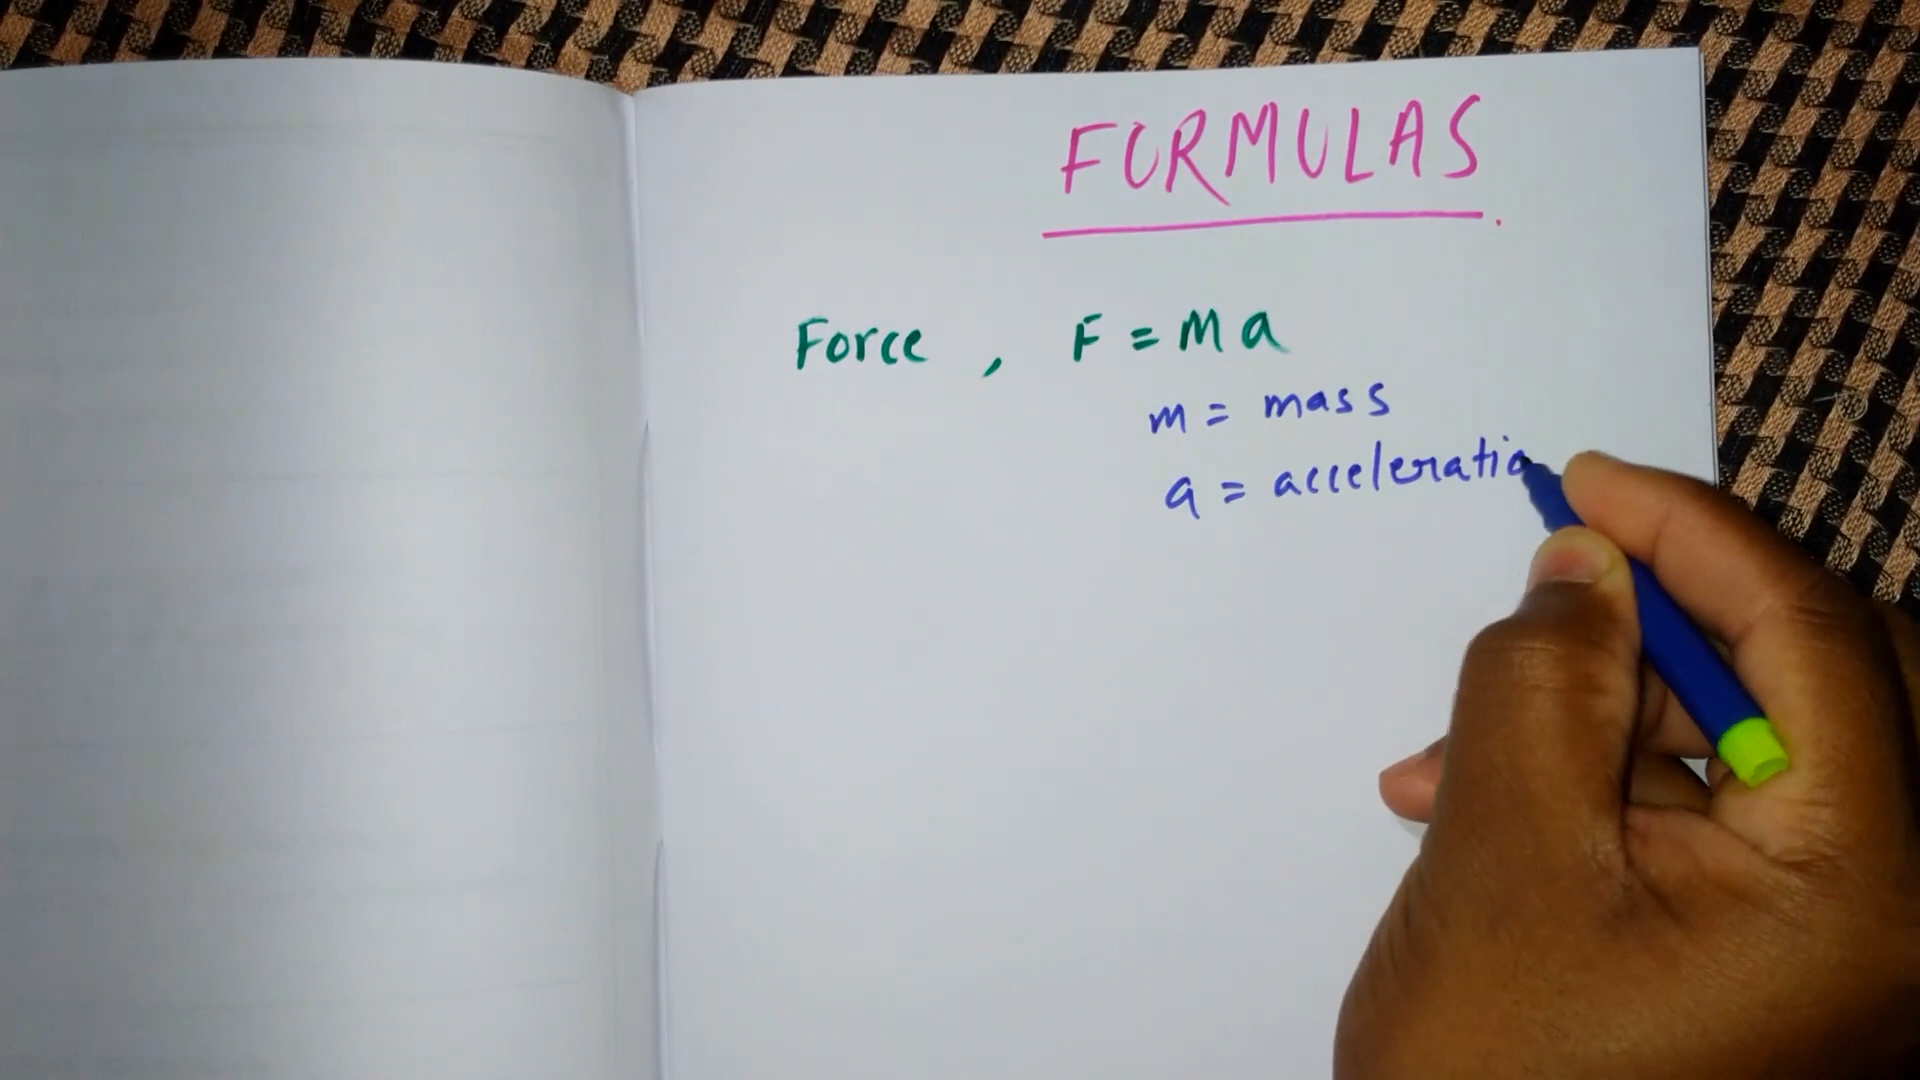 FORMULAS.
Force , F = Ma
m = mass
a = acceleratio